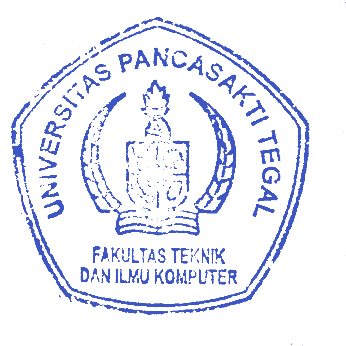 UNIVERSITAS PANCASAKTI TEGAL
FAKULTAS TEKNIK
DAN ILMU KOMPUTER